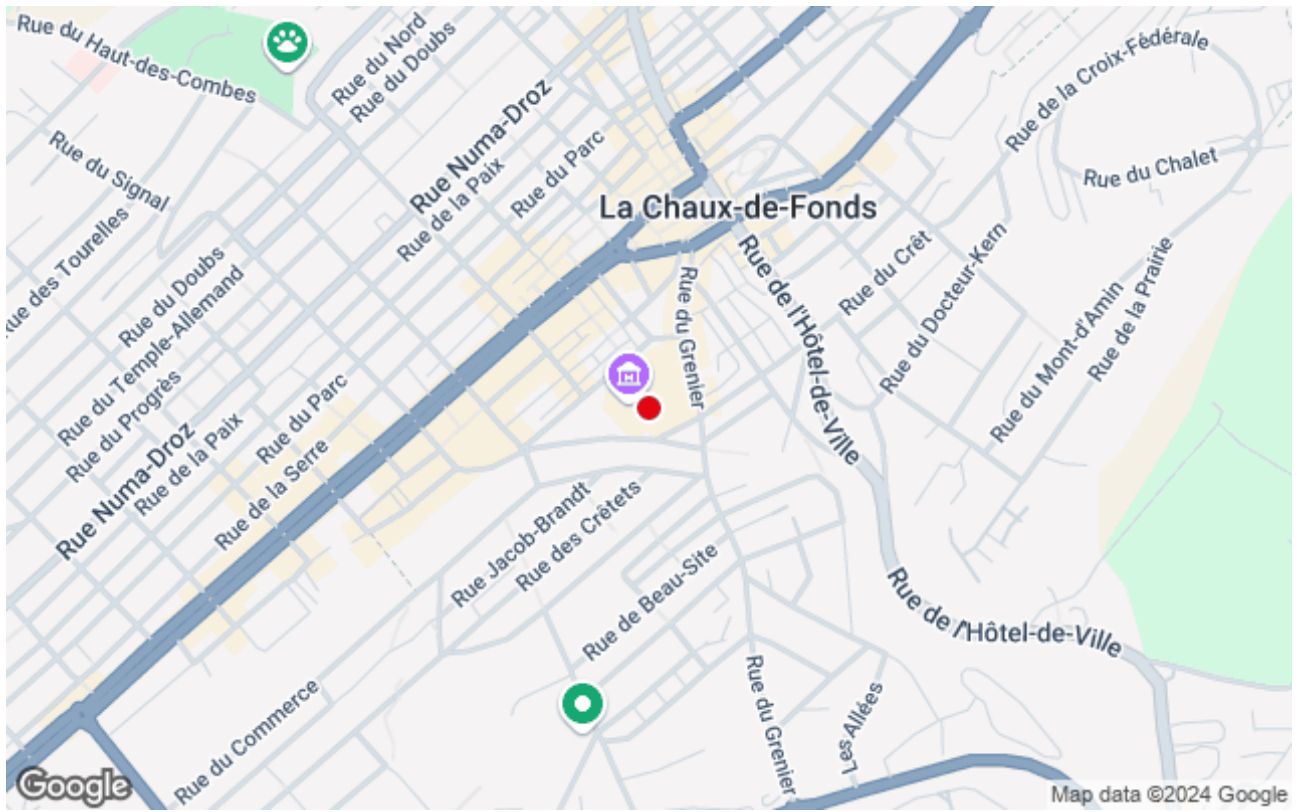 Rue du Haut-des-Combes
Rue du Nord
Rue du Doubs
Rue de la Croix-Fédérale
Rue du Signal
Rue Numa-Droz
Rue de la Paix
Rue du Parc
Rue du Chalet
La Chaux-de-Fonds
Rue des Tourelles
Rue du Doubs
Rue du Temple-Allemand
Rue du Progrès
Rue Numa-Droz
Rue de la Paix
Rue du Parc
Rue de la Serre
Rue du Grenier
Rue de l'Hôtel-de-Ville
Rue du Crêt
Rue du Docteur-Kern
Rue du Mont-d'Amin
Rue de la Prairie
M
Rue Jacob-Brandt
Rue des Crêtets
Rue de Beau-Site
Rue de l'Hôtel-de-Ville
Rue du Commerce
Rue du Grenier
Les Allées
Google
Map data ©2024 Google